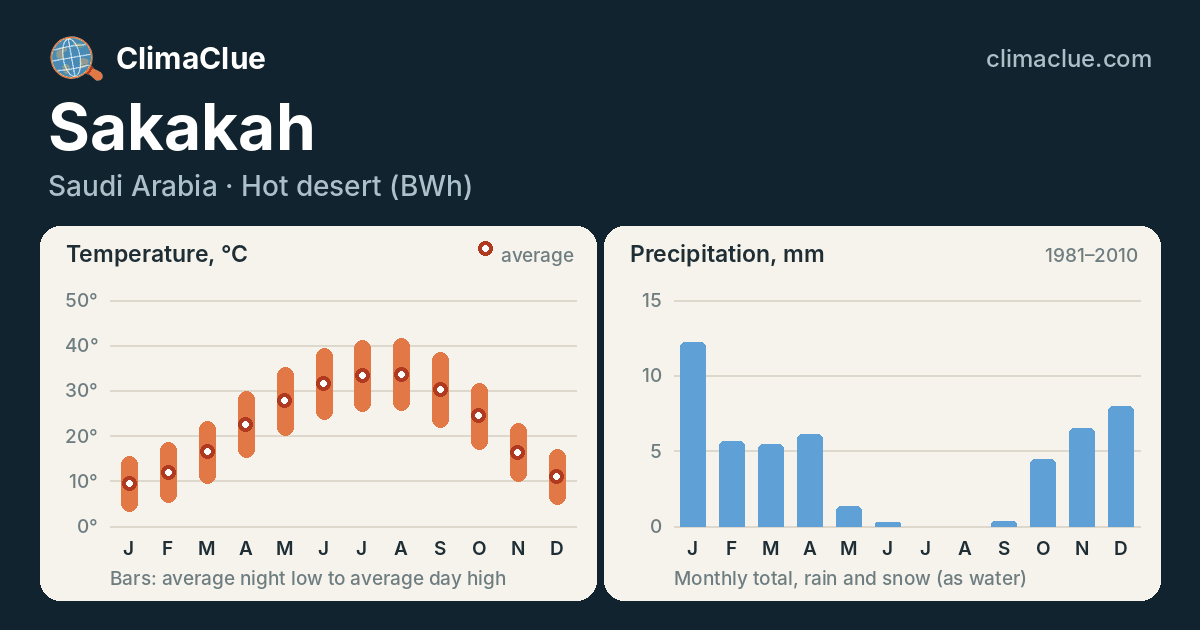 ClimaClue
climaclue.com
Sakakah
Saudi Arabia · Hot desert (BWh)
Temperature, °C
average
50°
40°
30°
20°
10°
0°
J F M A M J J A S O N D
Bars: average night low to average day high
Precipitation, mm
1981–2010
15
10
5
0
J F M A M J J A S O N D
Monthly total, rain and snow (as water)